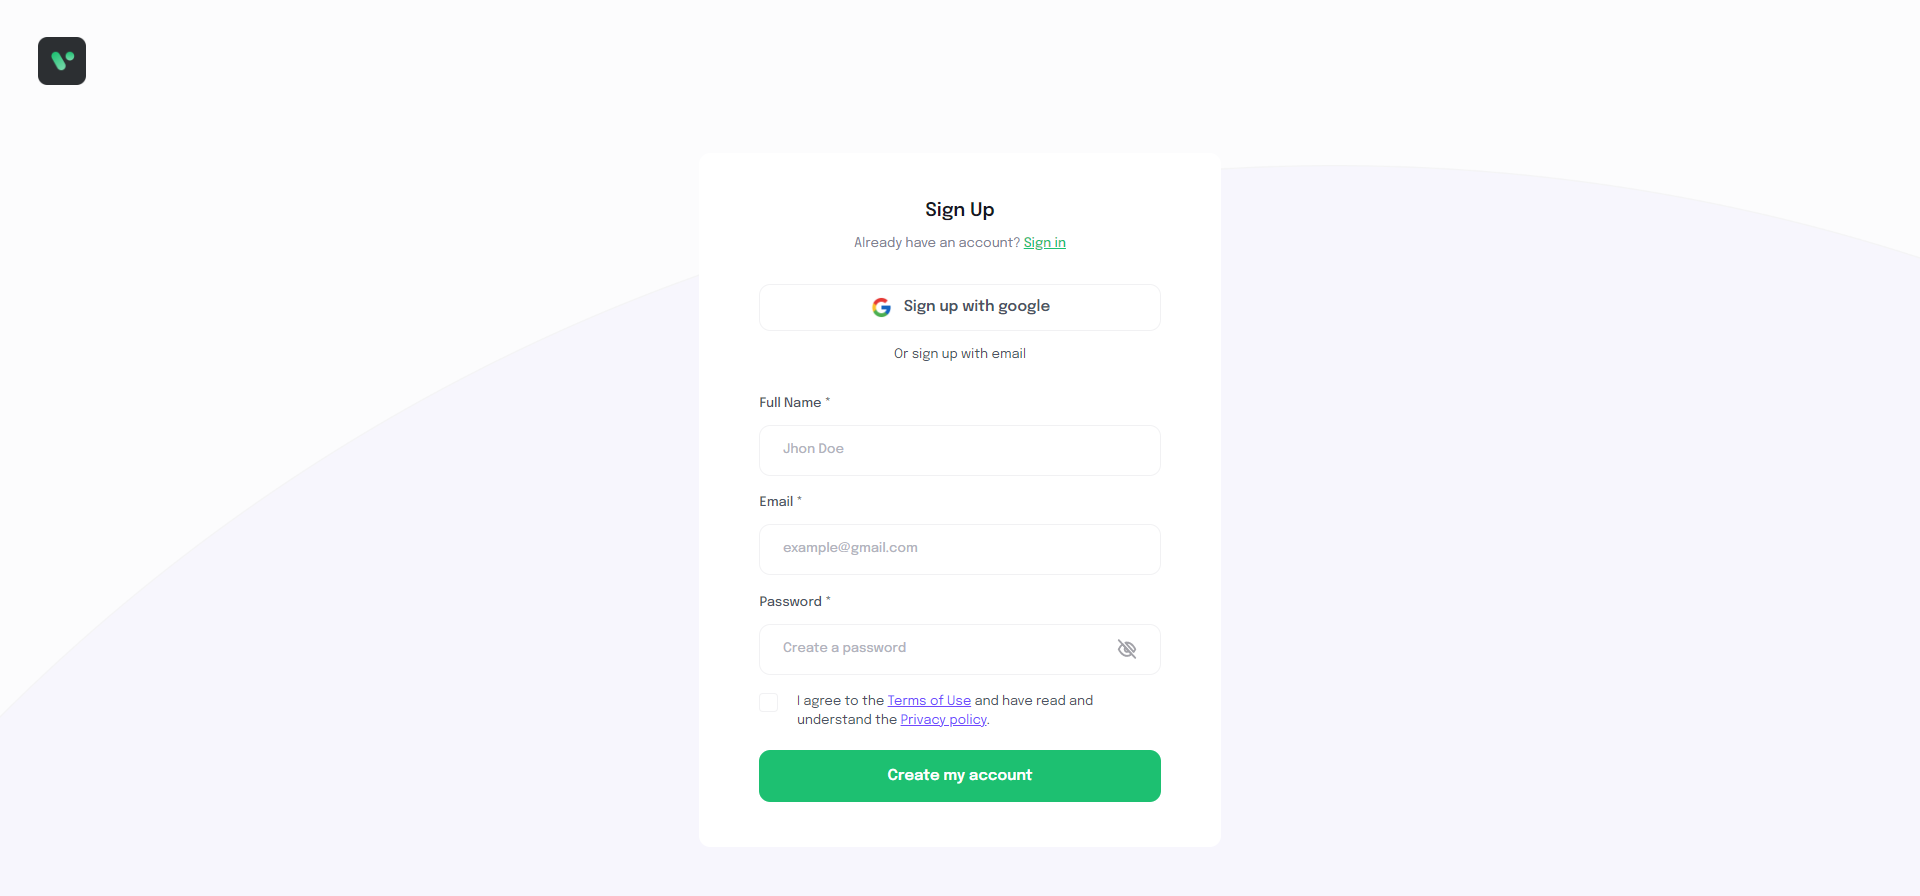 Sign Up
Already have an account? Sign in
Sign up with google
Or sign up with email
Full Name *
Jhon Doe
Email *
example@gmail.com
Password *
Create a password
I agree to the Terms of Use and have read and
understand the Privacy policy.
Create my account